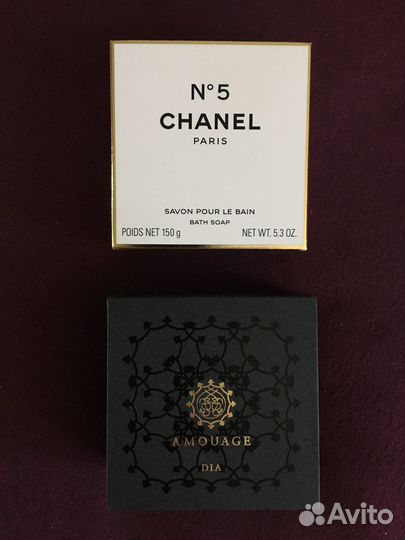 N°5
CHANEL
PARIS
SAVON POUR LE BAIN
BATH SOAP
POIDS NET 150 g NET WT. 5.3 OZ.
AMOUAGE
DIA
Avito